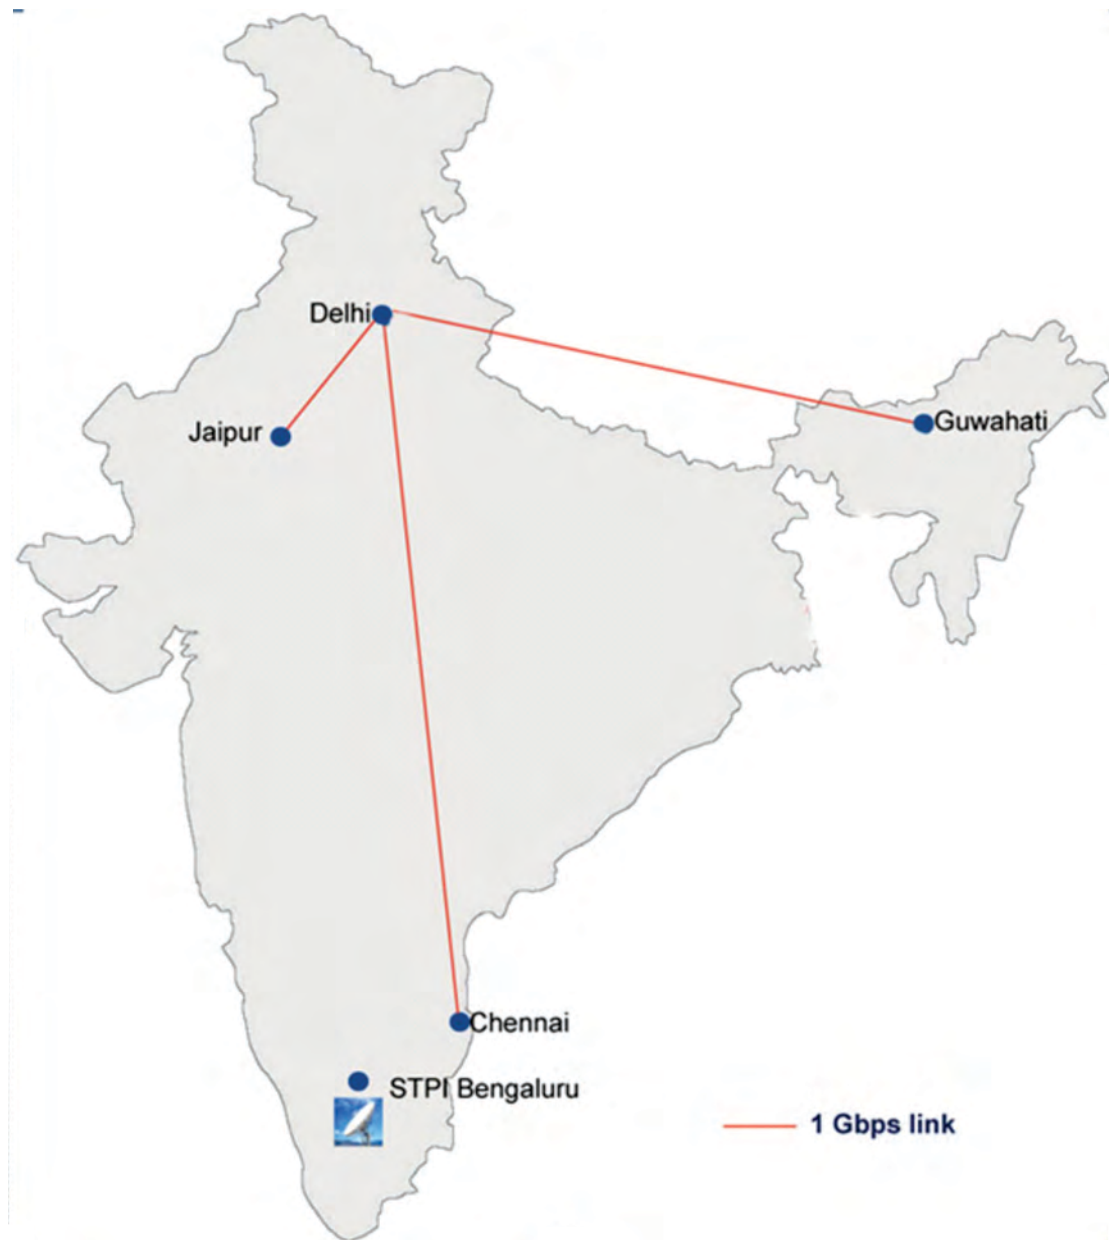 Delhi
Jaipur
Guwahati
Chennai
STPI Bengaluru
1 Gbps link